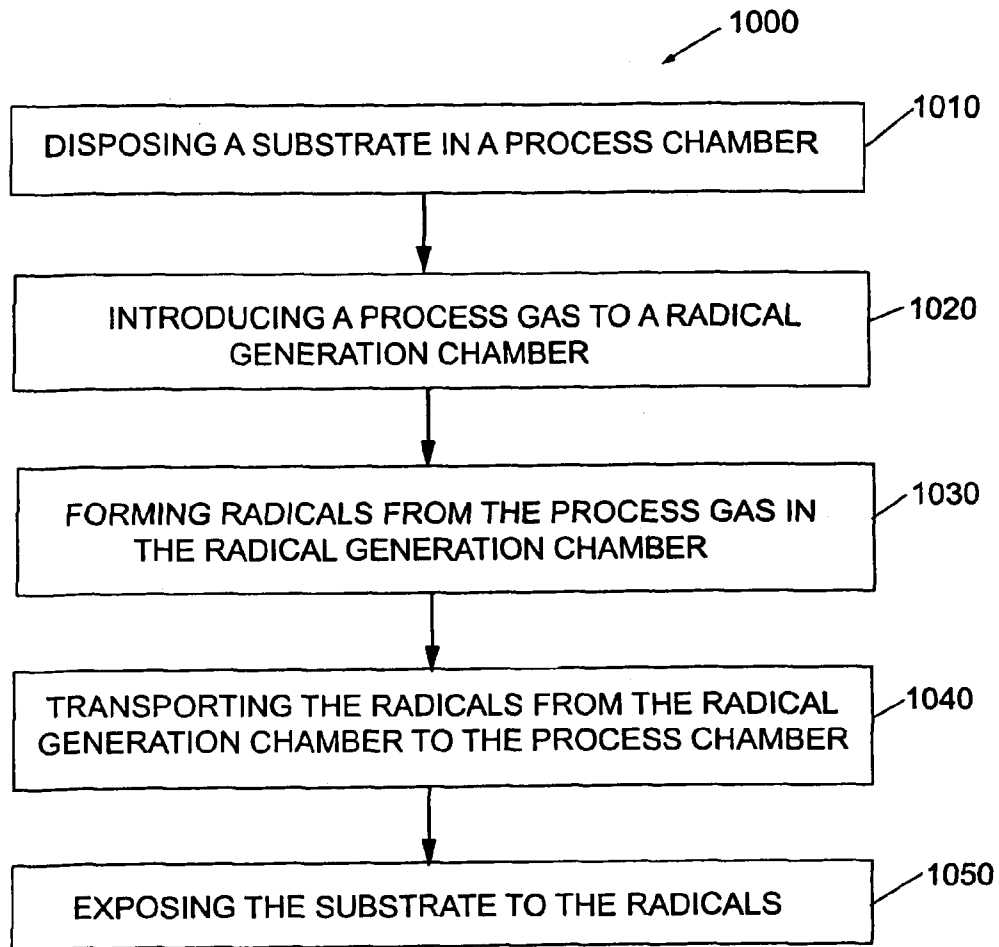 1000
1010
DISPOSING A SUBSTRATE IN A PROCESS CHAMBER
1020
INTRODUCING A PROCESS GAS TO A RADICAL
GENERATION CHAMBER
1030
FORMING RADICALS FROM THE PROCESS GAS IN
THE RADICAL GENERATION CHAMBER
1040
TRANSPORTING THE RADICALS FROM THE RADICAL
GENERATION CHAMBER TO THE PROCESS CHAMBER
1050
EXPOSING THE SUBSTRATE TO THE RADICALS